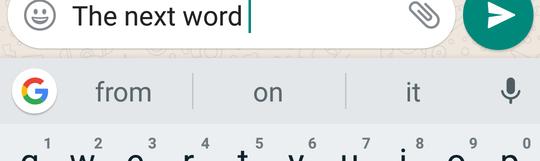 The next word
from on it
1 2 3 4 5 6 7 8 9 0
q w e r t y u i o p